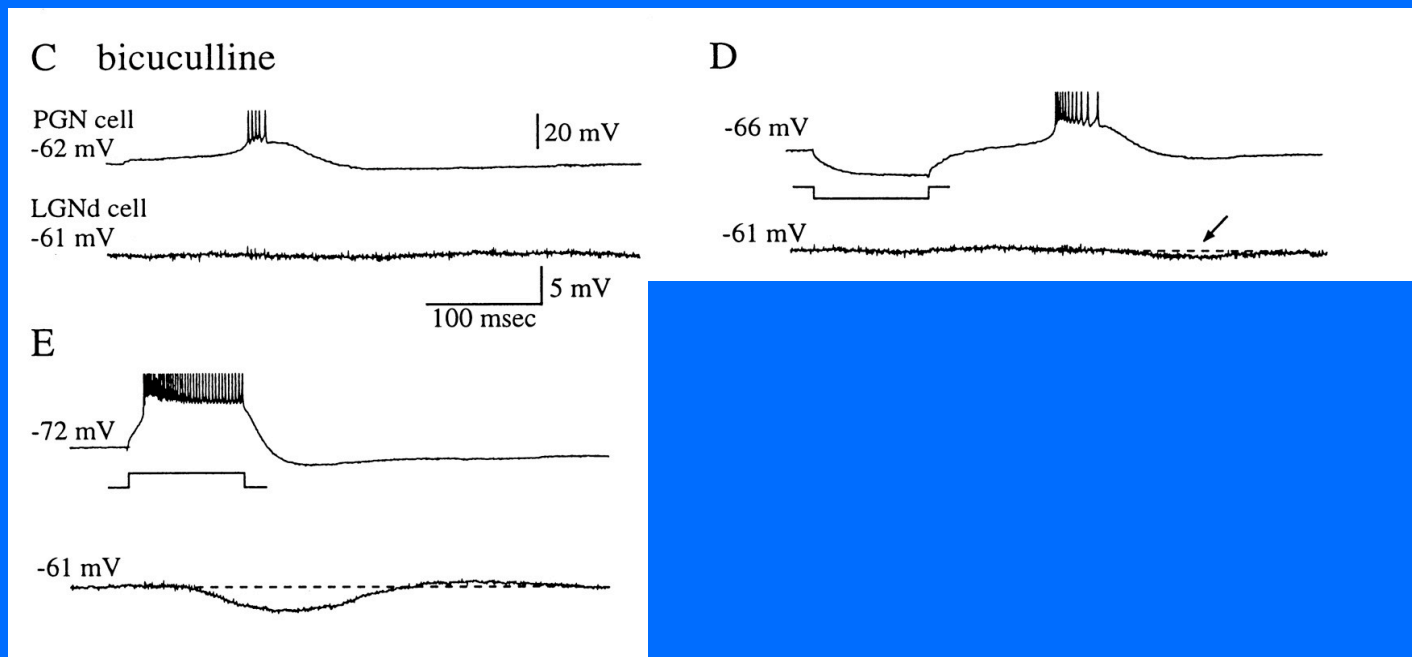 C bicuculline
PGN cell
-62 mV
20 mV
LGNd cell
-61 mV
5 mV
100 msec
D
-66 mV
-61 mV
E
-72 mV
-61 mV